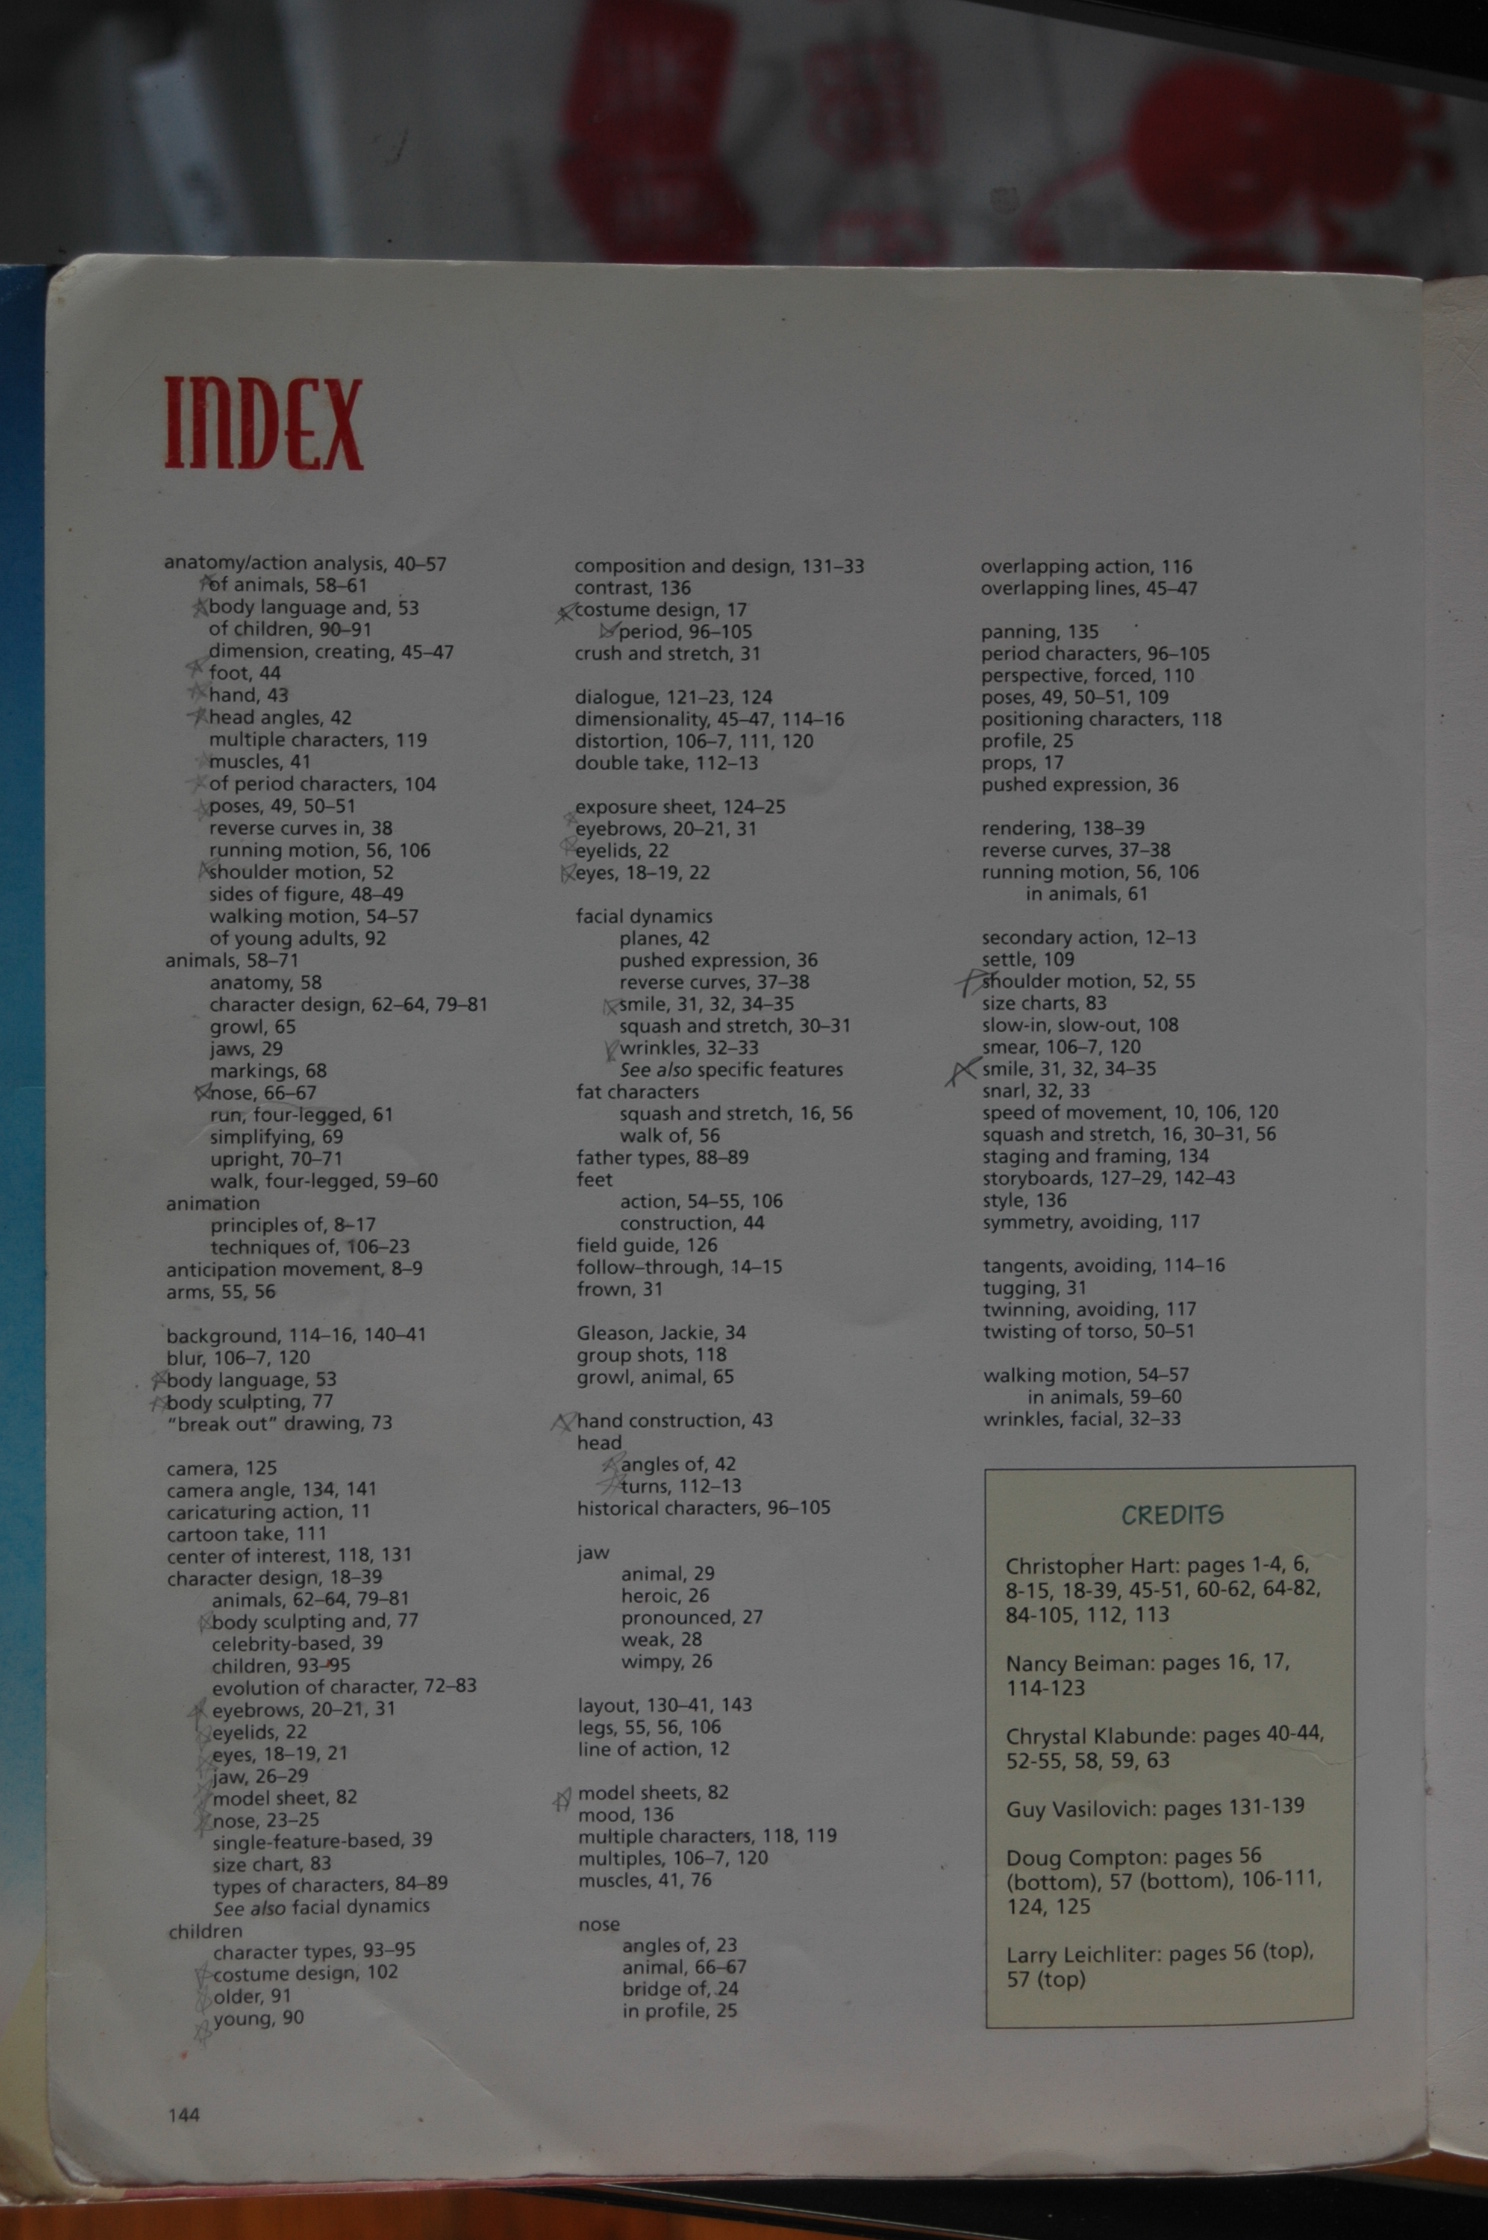 INDEX
anatomy/action analysis, 40–57
of animals, 58–61
body language and, 53
of children, 90–91
dimension, creating, 45–47
foot, 44
hand, 43
head angles, 42
multiple characters, 119
muscles, 41
of period characters, 104
poses, 49, 50–51
reverse curves in, 38
running motion, 56, 106
shoulder motion, 52
sides of figure, 48–49
walking motion, 54–57
of young adults, 92
animals, 58–71
anatomy, 58
character design, 62–64, 79–81
growl, 65
jaws, 29
markings, 68
nose, 66–67
run, four-legged, 61
simplifying, 69
upright, 70–71
walk, four-legged, 59–60
animation
principles of, 8–17
techniques of, 106–23
anticipation movement, 8–9
arms, 55, 56
background, 114–16, 140–41
blur, 106–7, 120
body language, 53
body sculpting, 77
“break out” drawing, 73
camera, 125
camera angle, 134, 141
caricaturing action, 11
cartoon take, 111
center of interest, 118, 131
character design, 18–39
animals, 62–64, 79–81
body sculpting and, 77
celebrity-based, 39
children, 93–95
evolution of character, 72–83
eyebrows, 20–21, 31
eyelids, 22
eyes, 18–19, 21
jaw, 26–29
model sheet, 82
nose, 23–25
single-feature-based, 39
size chart, 83
types of characters, 84–89
See also facial dynamics
children
character types, 93–95
costume design, 102
older, 91
young, 90
composition and design, 131–33
contrast, 136
costume design, 17
period, 96–105
crush and stretch, 31
dialogue, 121–23, 124
dimensionality, 45–47, 114–16
distortion, 106–7, 111, 120
double take, 112–13
exposure sheet, 124–25
eyebrows, 20–21, 31
eyelids, 22
eyes, 18–19, 22
facial dynamics
planes, 42
pushed expression, 36
reverse curves, 37–38
smile, 31, 32, 34–35
squash and stretch, 30–31
wrinkles, 32–33
See also specific features
fat characters
squash and stretch, 16, 56
walk of, 56
father types, 88–89
feet
action, 54–55, 106
construction, 44
field guide, 126
follow–through, 14–15
frown, 31
Gleason, Jackie, 34
group shots, 118
growl, animal, 65
hand construction, 43
head
angles of, 42
turns, 112–13
historical characters, 96–105
jaw
animal, 29
heroic, 26
pronounced, 27
weak, 28
wimpy, 26
layout, 130–41, 143
legs, 55, 56, 106
line of action, 12
model sheets, 82
mood, 136
multiple characters, 118, 119
multiples, 106–7, 120
muscles, 41, 76
nose
angles of, 23
animal, 66–67
bridge of, 24
in profile, 25
overlapping action, 116
overlapping lines, 45–47
panning, 135
period characters, 96–105
perspective, forced, 110
poses, 49, 50–51, 109
positioning characters, 118
profile, 25
props, 17
pushed expression, 36
rendering, 138–39
reverse curves, 37–38
running motion, 56, 106
in animals, 61
secondary action, 12–13
settle, 109
shoulder motion, 52, 55
size charts, 83
slow-in, slow-out, 108
smear, 106–7, 120
smile, 31, 32, 34–35
snarl, 32, 33
speed of movement, 10, 106, 120
squash and stretch, 16, 30–31, 56
staging and framing, 134
storyboards, 127–29, 142–43
style, 136
symmetry, avoiding, 117
tangents, avoiding, 114–16
tugging, 31
twinning, avoiding, 117
twisting of torso, 50–51
walking motion, 54–57
in animals, 59–60
wrinkles, facial, 32–33
CREDITS
Christopher Hart: pages 1-4, 6,
8-15, 18-39, 45-51, 60-62, 64-82,
84-105, 112, 113
Nancy Beiman: pages 16, 17,
114-123
Chrystal Klabunde: pages 40-44,
52-55, 58, 59, 63
Guy Vasilovich: pages 131-139
Doug Compton: pages 56
(bottom), 57 (bottom), 106-111,
124, 125
Larry Leichliter: pages 56 (top),
57 (top)
144